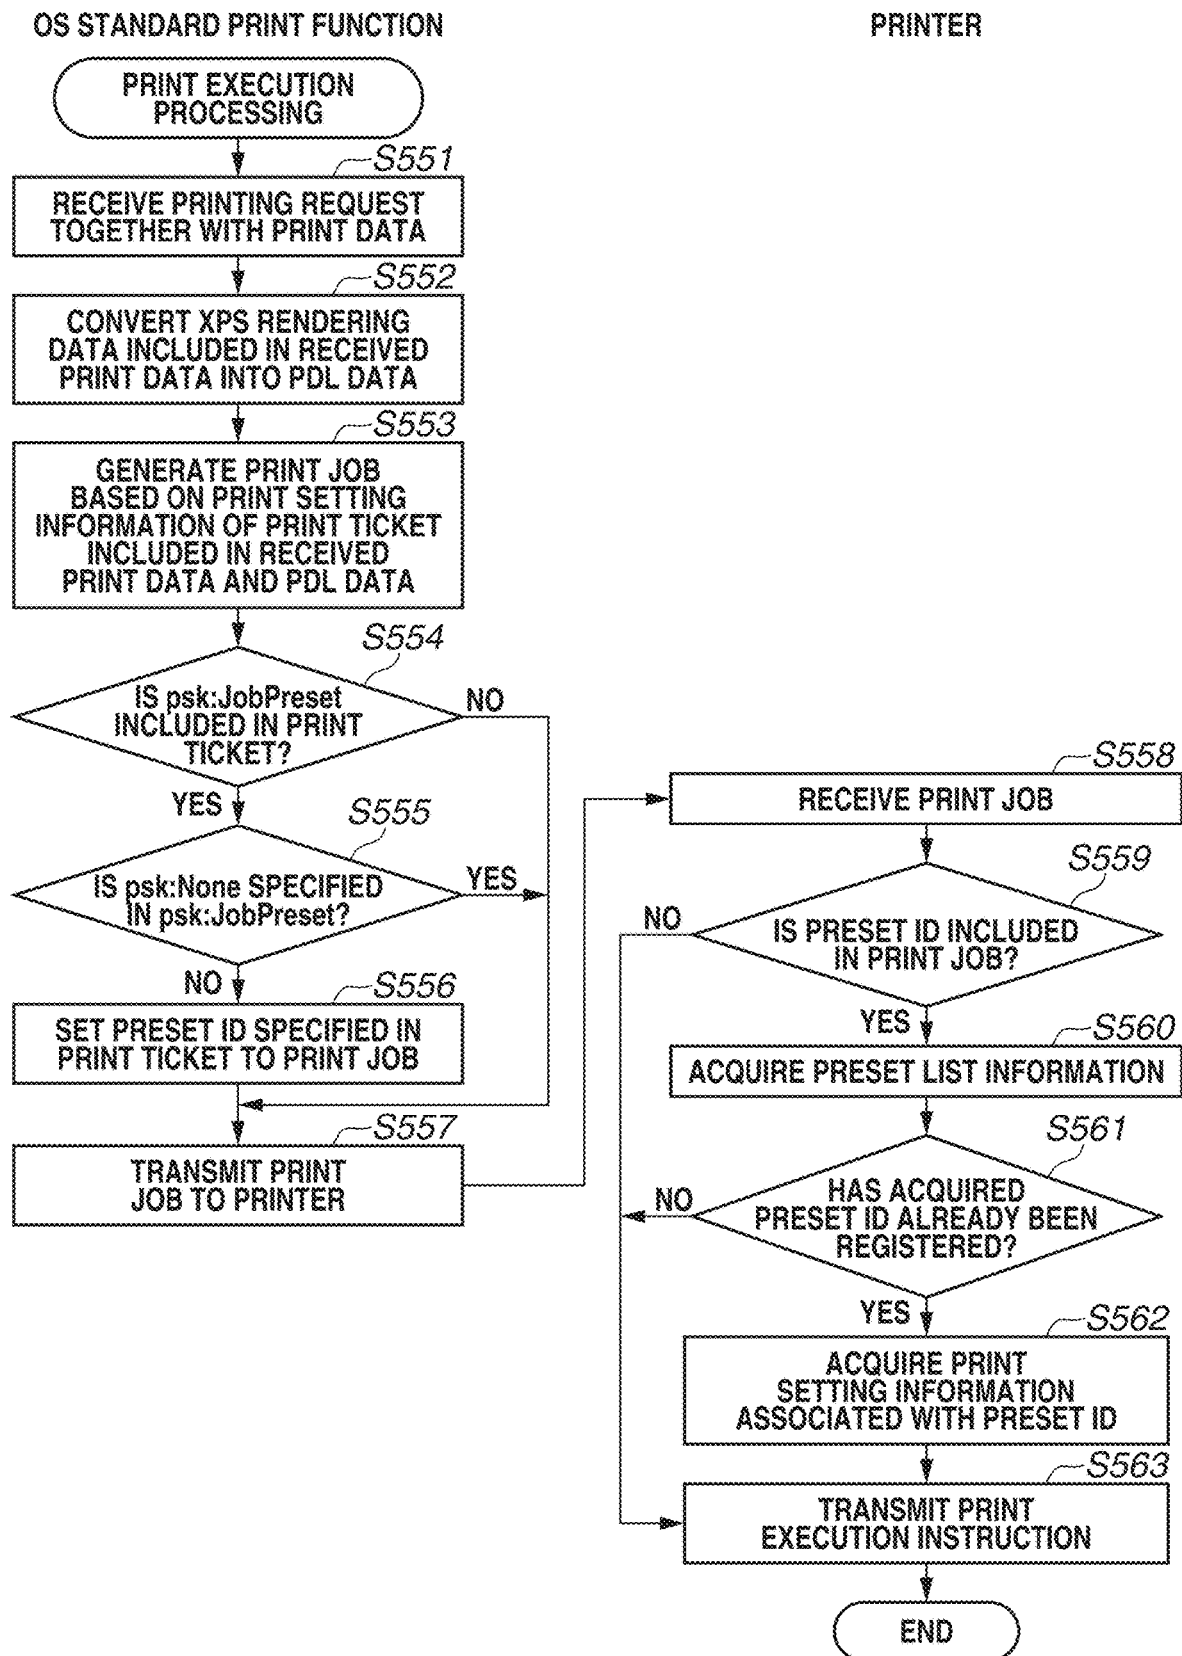 OS STANDARD PRINT FUNCTION
PRINT EXECUTION
PROCESSING
S551
RECEIVE PRINTING REQUEST
TOGETHER WITH PRINT DATA
S552
CONVERT XPS RENDERING
DATA INCLUDED IN RECEIVED
PRINT DATA INTO PDL DATA
S553
GENERATE PRINT JOB
BASED ON PRINT SETTING
INFORMATION OF PRINT TICKET
INCLUDED IN RECEIVED
PRINT DATA AND PDL DATA
S554
IS psk:JobPreset
INCLUDED IN PRINT
TICKET?
NO
YES
S555
IS psk:None SPECIFIED
IN psk:JobPreset?
YES
NO
S556
SET PRESET ID SPECIFIED IN
PRINT TICKET TO PRINT JOB
S557
TRANSMIT PRINT
JOB TO PRINTER
PRINTER
S558
RECEIVE PRINT JOB
S559
IS PRESET ID INCLUDED
IN PRINT JOB?
NO
YES
S560
ACQUIRE PRESET LIST INFORMATION
S561
HAS ACQUIRED
PRESET ID ALREADY BEEN
REGISTERED?
NO
YES
S562
ACQUIRE PRINT
SETTING INFORMATION
ASSOCIATED WITH PRESET ID
S563
TRANSMIT PRINT
EXECUTION INSTRUCTION
END